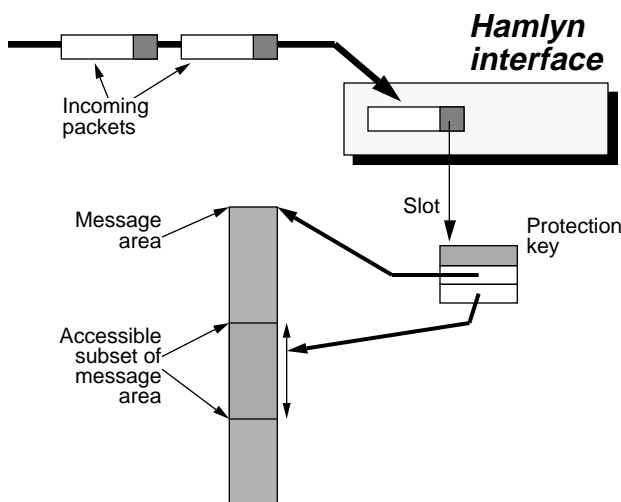 Hamlyn
interface
Incoming
packets
Slot
Protection
key
Message
area
Accessible
subset of
message
area